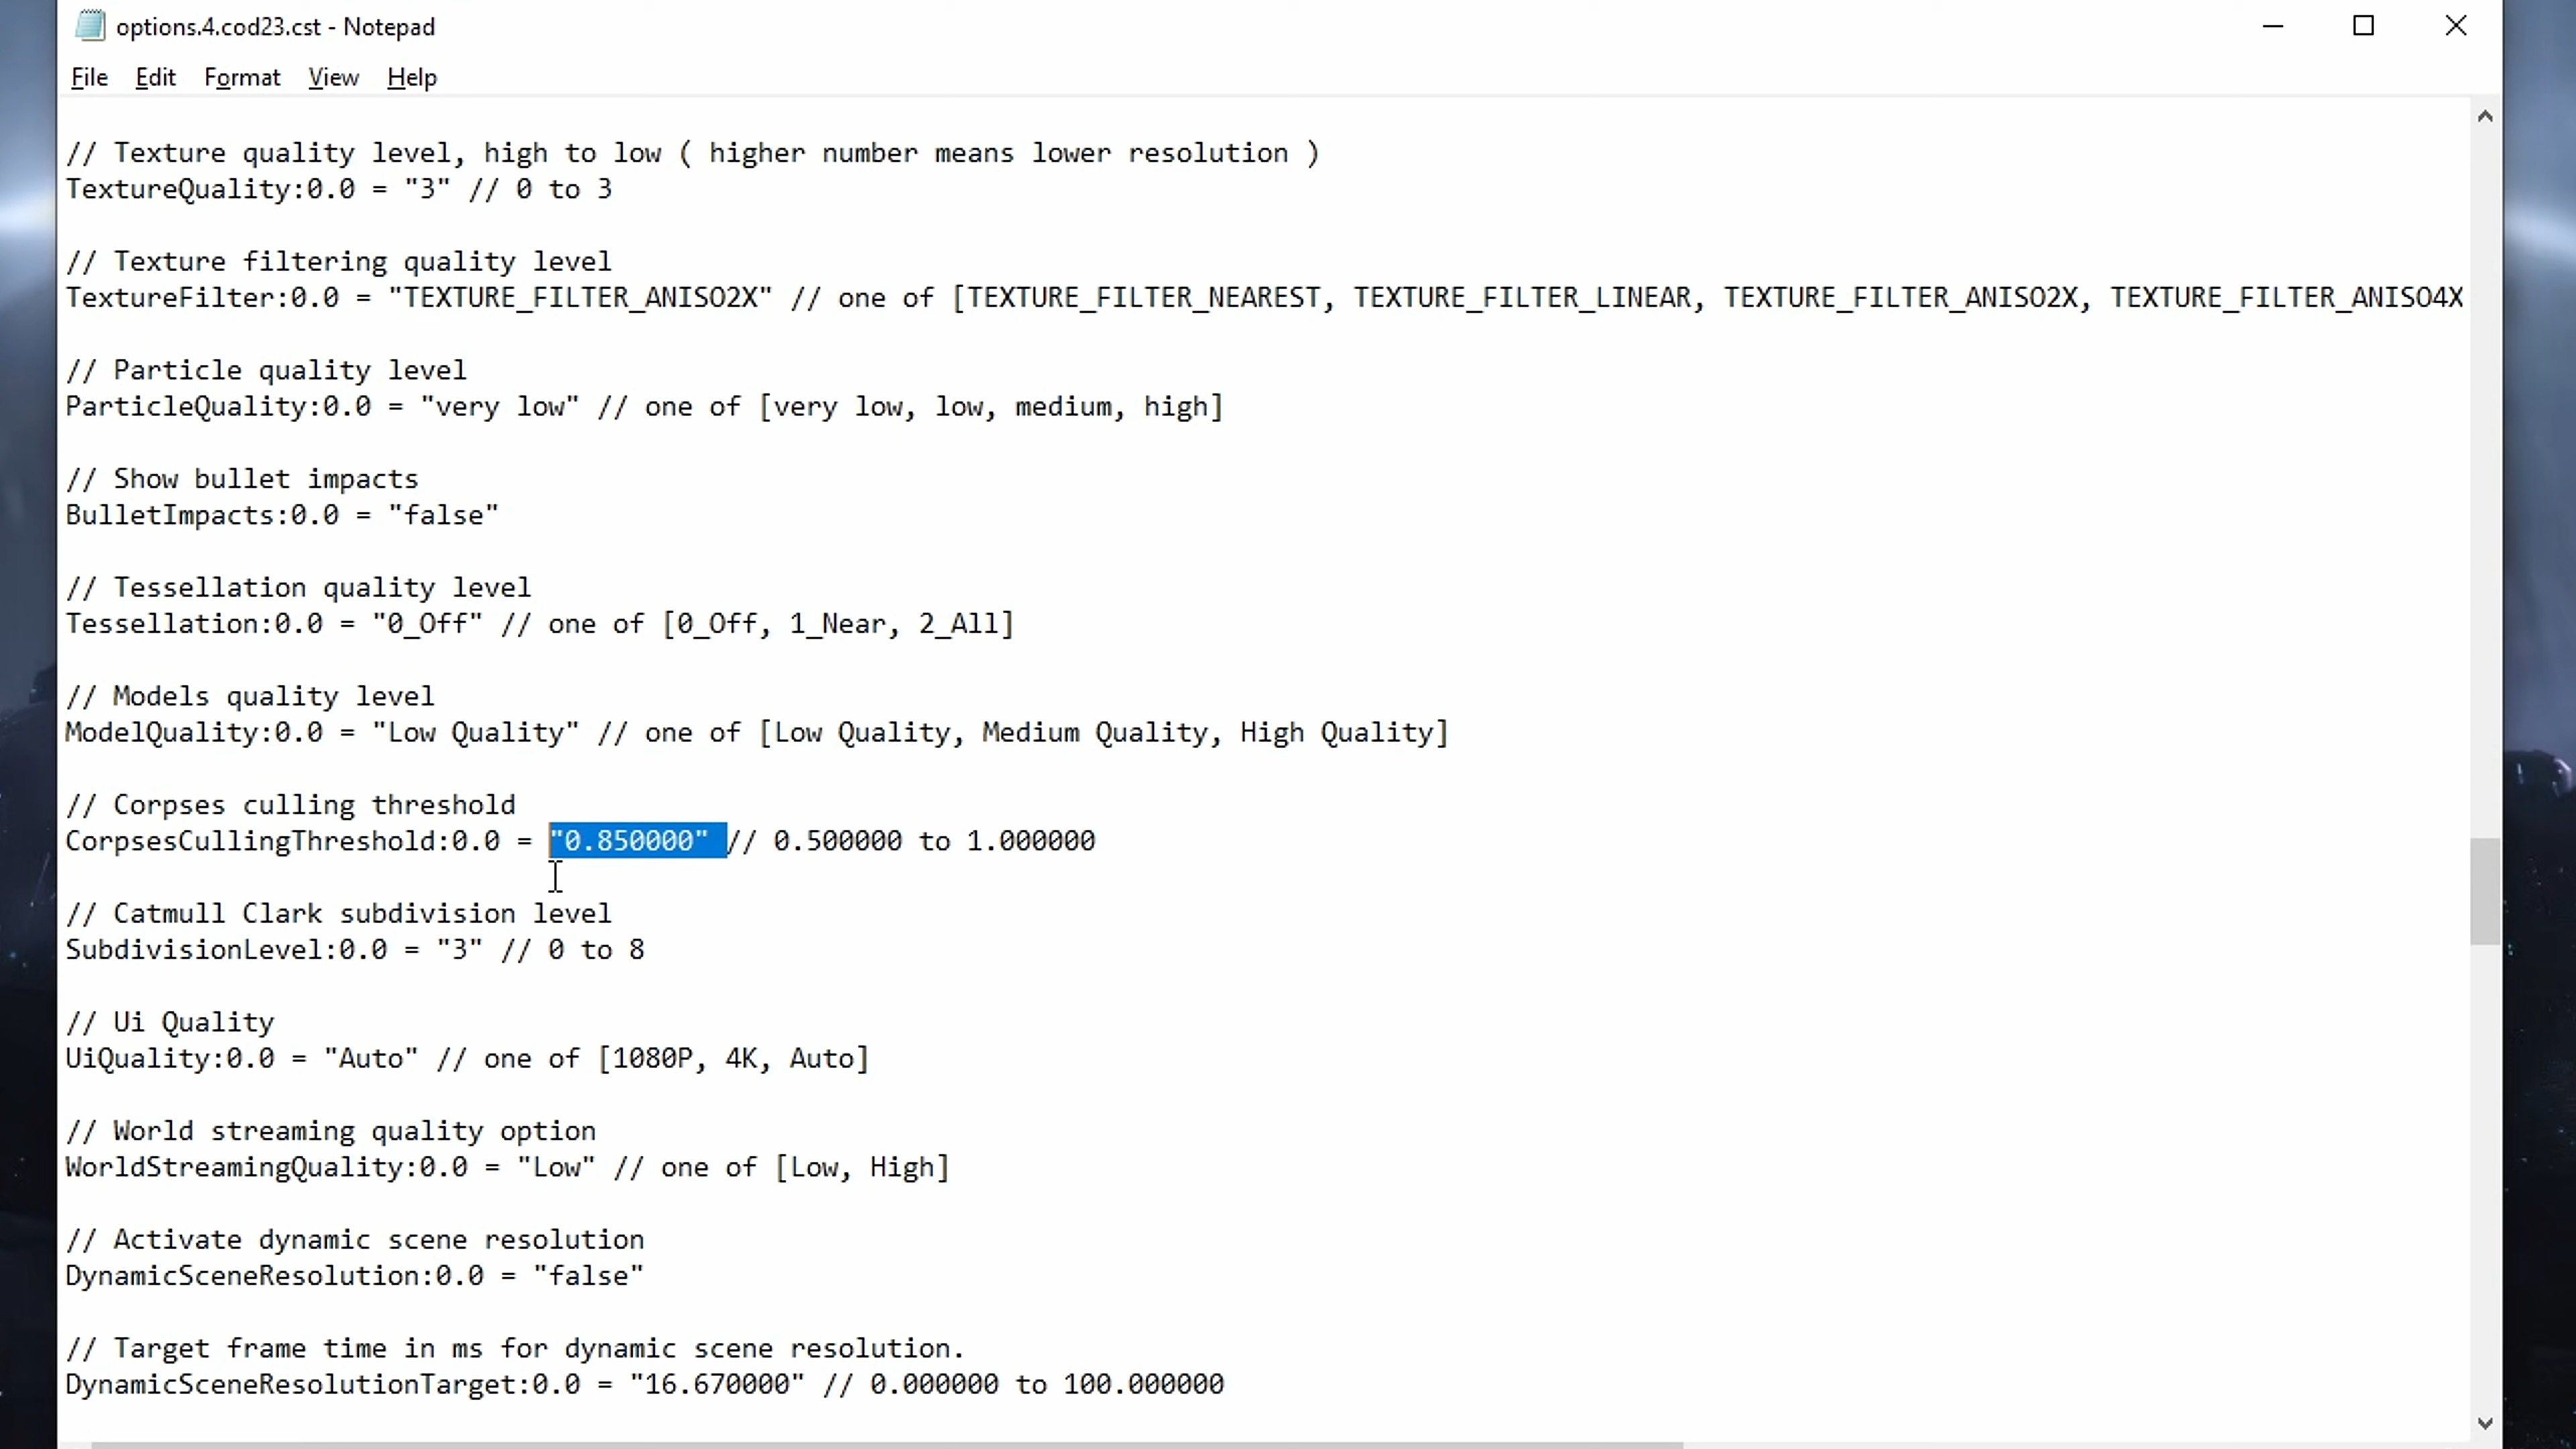 options.4.cod23.cst - Notepad
File Edit Format View Help
// Texture quality level, high to low ( higher number means lower resolution )
TextureQuality:0.0 = "3" // 0 to 3
// Texture filtering quality level
TextureFilter:0.0 = "TEXTURE_FILTER_ANISO2X" // one of [TEXTURE_FILTER_NEAREST, TEXTURE_FILTER_LINEAR, TEXTURE_FILTER_ANISO2X, TEXTURE_FILTER_ANISO4X
// Particle quality level
ParticleQuality:0.0 = "very low" // one of [very low, low, medium, high]
// Show bullet impacts
BulletImpacts:0.0 = "false"
// Tessellation quality level
Tessellation:0.0 = "0_Off" // one of [0_Off, 1_Near, 2_All]
// Models quality level
ModelQuality:0.0 = "Low Quality" // one of [Low Quality, Medium Quality, High Quality]
// Corpses culling threshold
CorpsesCullingThreshold:0.0 = "0.850000" // 0.500000 to 1.000000
// Catmull Clark subdivision level
SubdivisionLevel:0.0 = "3" // 0 to 8
// Ui Quality
UiQuality:0.0 = "Auto" // one of [1080P, 4K, Auto]
// World streaming quality option
WorldStreamingQuality:0.0 = "Low" // one of [Low, High]
// Activate dynamic scene resolution
DynamicSceneResolution:0.0 = "false"
// Target frame time in ms for dynamic scene resolution.
DynamicSceneResolutionTarget:0.0 = "16.670000" // 0.000000 to 100.000000